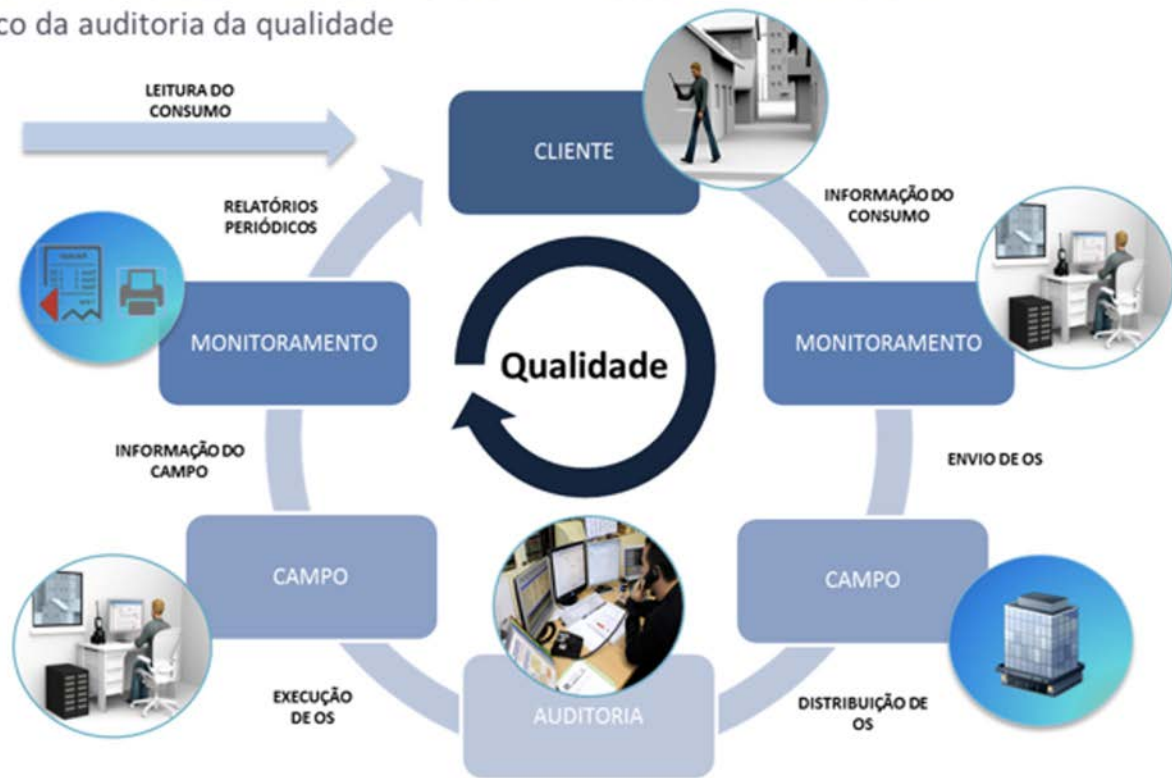 co da auditoria da qualidade
LEITURA DO
CONSUMO
CLIENTE
RELATÓRIOS
PERIÓDICOS
INFORMAÇÃO DO
CONSUMO
MONITORAMENTO
Qualidade
MONITORAMENTO
INFORMAÇÃO DO
CAMPO
ENVIO DE OS
CAMPO
CAMPO
EXECUÇÃO
DE OS
AUDITORIA
DISTRIBUIÇÃO DE
OS